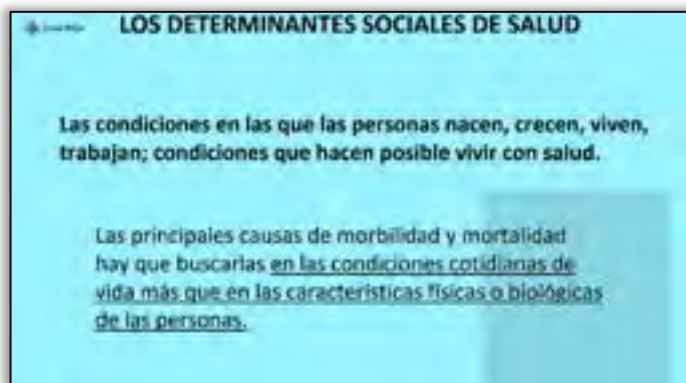 LOS DETERMINANTES SOCIALES DE SALUD
Las condiciones en las que las personas nacen, crecen, viven,
trabajan; condiciones que hacen posible vivir con salud.
Las principales causas de morbilidad y mortalidad
hay que buscarlas en las condiciones cotidianas de
vida más que en las características físicas o biológicas
de las personas.